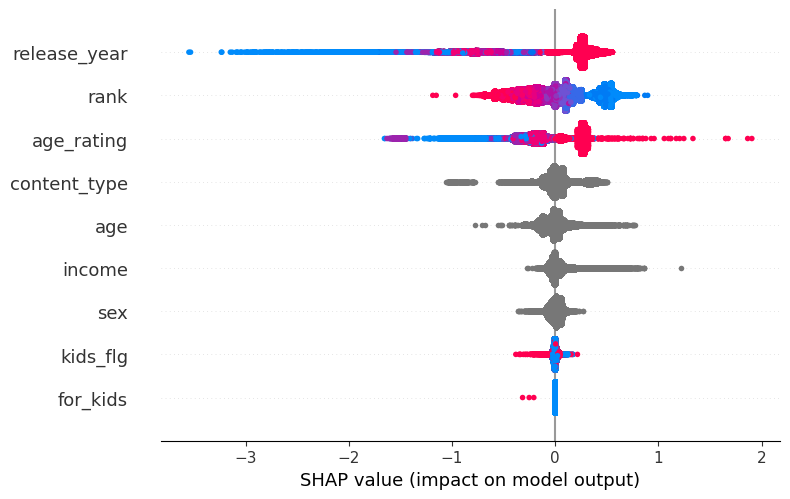 release_year
rank
age_rating
content_type
age
income
sex
kids_flg
for_kids
−3 −2 −1 0 1 2
SHAP value (impact on model output)